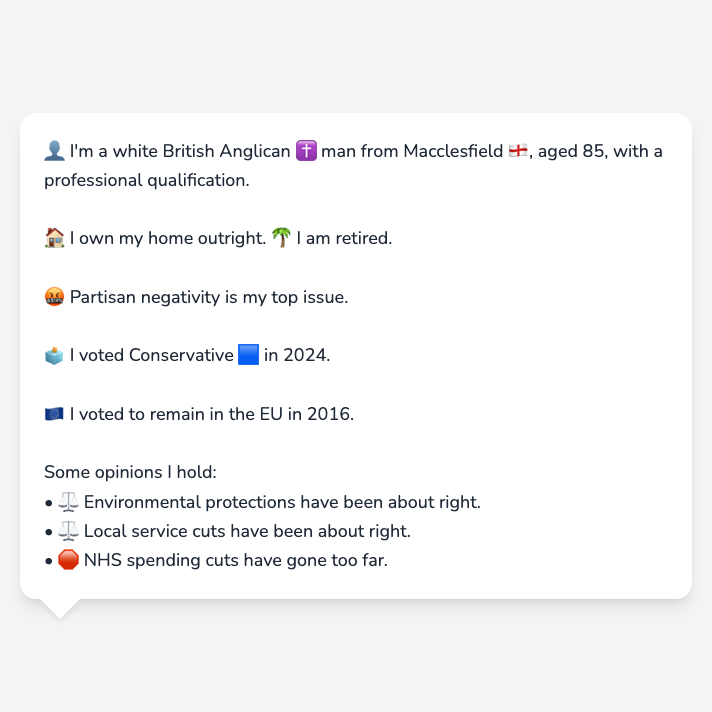 👤 I'm a white British Anglican ✝️ man from Macclesfield 🏴󠁧󠁢󠁥󠁮󠁧󠁿, aged 85, with a
professional qualification.
🏠 I own my home outright. 🌴 I am retired.
🤬 Partisan negativity is my top issue.
🗳️ I voted Conservative 🟦 in 2024.
🇪🇺 I voted to remain in the EU in 2016.
Some opinions I hold:
• ⚖️ Environmental protections have been about right.
• ⚖️ Local service cuts have been about right.
• 🛑 NHS spending cuts have gone too far.